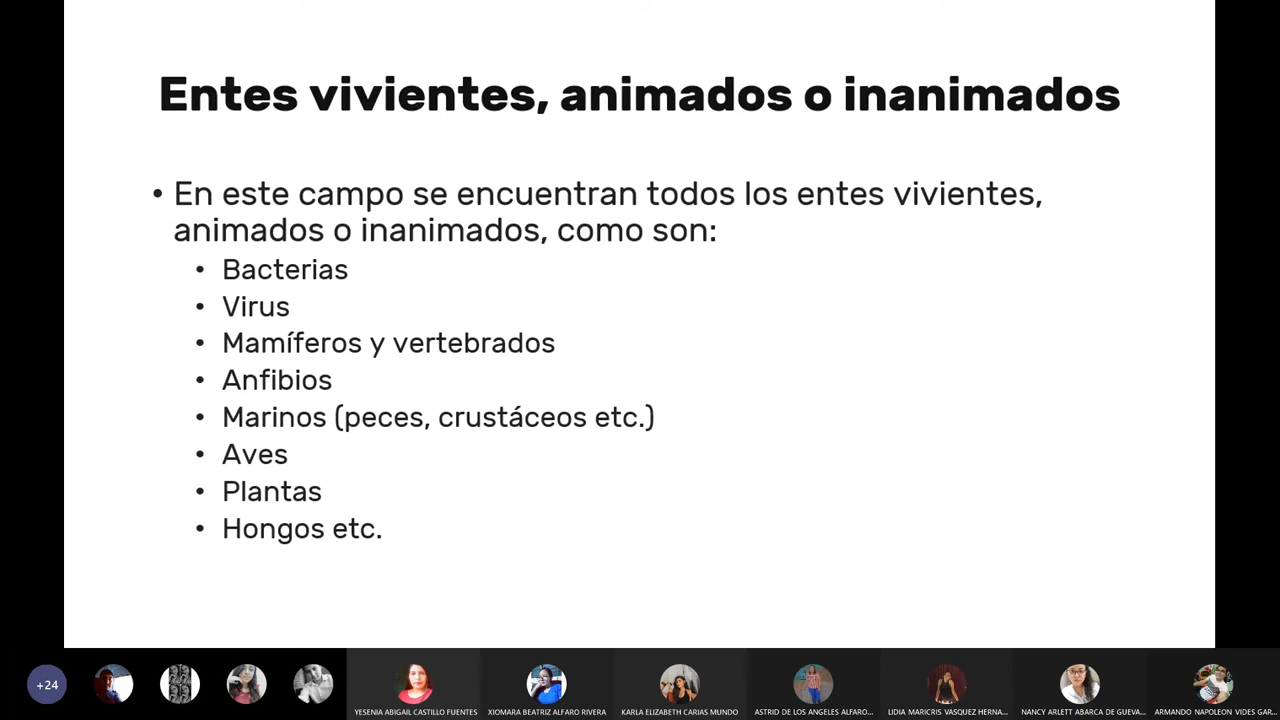 Entes vivientes, animados o inanimados
• En este campo se encuentran todos los entes vivientes,
animados o inanimados, como son:
• Bacterias
• Virus
• Mamíferos y vertebrados
• Anfibios
• Marinos (peces, crustáceos etc.)
• Aves
• Plantas
• Hongos etc.
+24
YESENIA ABIGAIL CASTILLO FUENTES
XIOMARA BEATRIZ ALFARO RIVERA
KARLA ELIZABETH CARIAS MUNDO
ASTRID DE LOS ANGELES ALFARO...
LIDIA MARICRIS VASQUEZ HERNA...
NANCY ARLETT ABARCA DE GUEVA...
ARMANDO NAPOLEON VIDES GAR...